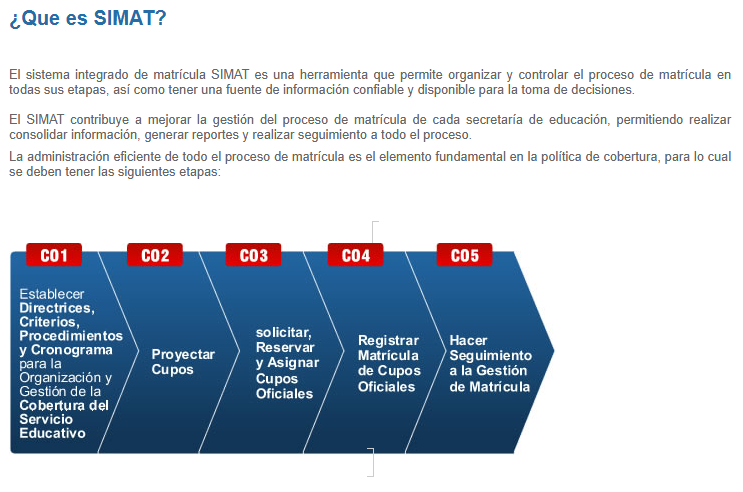 ¿Que es SIMAT?
El sistema integrado de matrícula SIMAT es una herramienta que permite organizar y controlar el proceso de matrícula en
todas sus etapas, así como tener una fuente de información confiable y disponible para la toma de decisiones.
El SIMAT contribuye a mejorar la gestión del proceso de matrícula de cada secretaría de educación, permitiendo realizar
consolidar información, generar reportes y realizar seguimiento a todo el proceso.
La administración eficiente de todo el proceso de matrícula es el elemento fundamental en la política de cobertura, para lo cual
se deben tener las siguientes etapas:
C01
Establecer
Directrices,
Criterios,
Procedimientos
y Cronograma
para la
Organización y
Gestión de la
Cobertura del
Servicio
Educativo
C02
Proyectar
Cupos
C03
solicitar,
Reservar
y Asignar
Cupos
Oficiales
C04
Registrar
Matrícula
de Cupos
Oficiales
C05
Hacer
Seguimiento
a la Gestión
de Matrícula